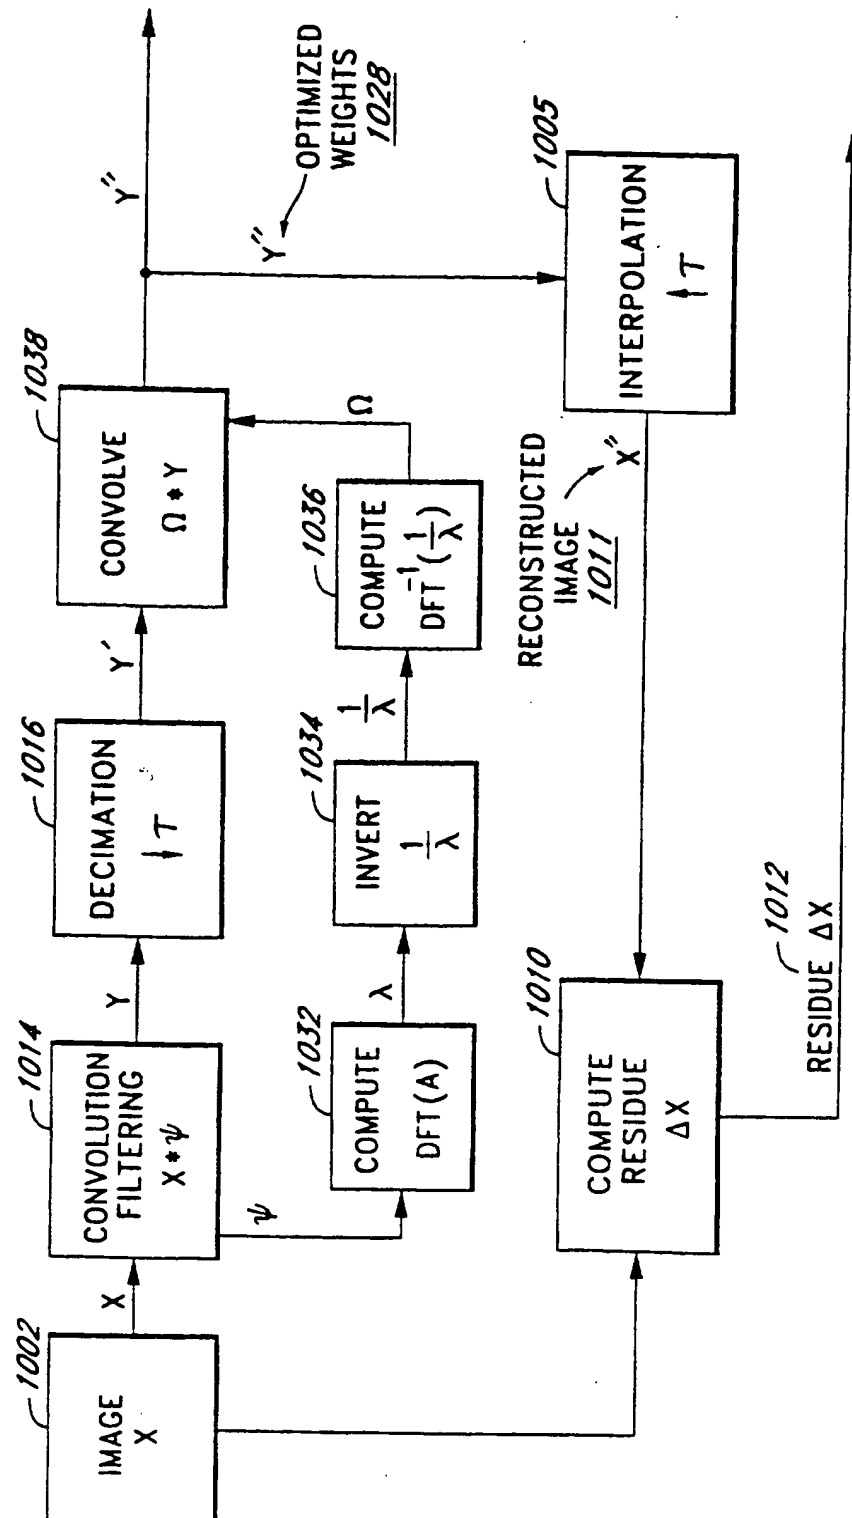 1002
IMAGE
X
X
1014
CONVOLUTION
FILTERING
X*ψ
Y
1016
DECIMATION
↓τ
Y′
1038
CONVOLVE
Ω*Y
Y″
ψ
1032
COMPUTE
DFT(A)
λ
1034
INVERT
1/λ
1/λ
1036
COMPUTE
DFT⁻¹(1/λ)
Ω
Y″
OPTIMIZED
WEIGHTS
1028
1010
COMPUTE
RESIDUE
ΔX
RECONSTRUCTED
IMAGE
1011
X″
1005
INTERPOLATION
↑τ
1012
RESIDUE ΔX